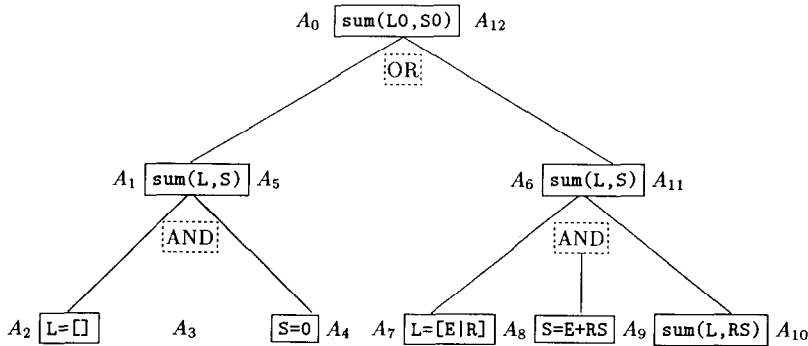 A0 sum(L0,S0) A12
OR
A1 sum(L,S) A5 A6 sum(L,S) A11
AND AND
A2 L=[] A3 S=0 A4 A7 L=[E|R] A8 S=E+RS A9 sum(L,RS) A10